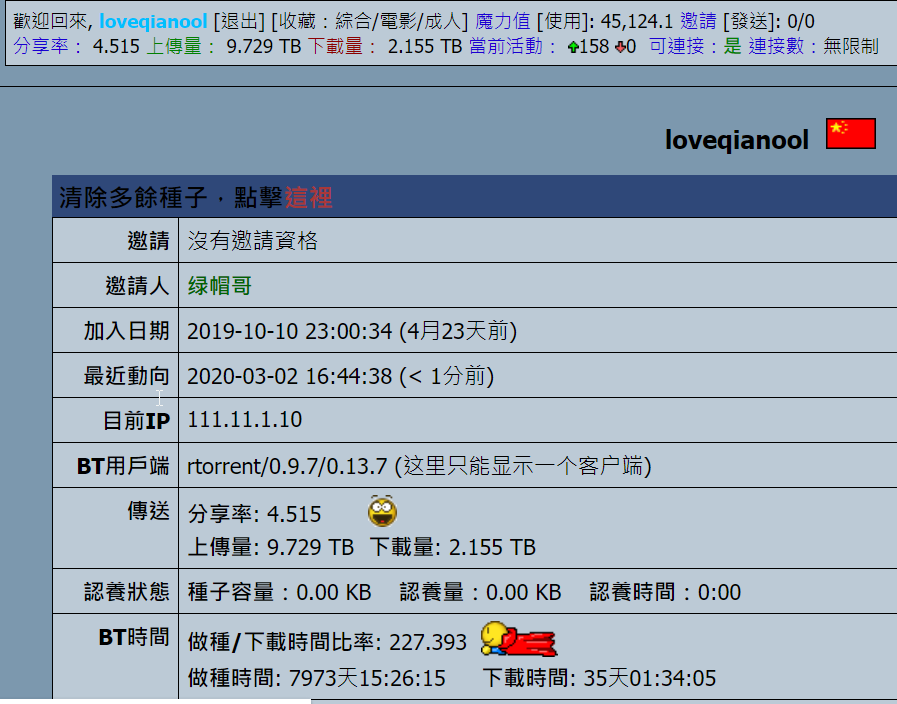 歡迎回來, loveqianool [退出] [收藏：綜合/電影/成人] 魔力值 [使用]: 45,124.1 邀請 [發送]: 0/0
分享率： 4.515 上傳量： 9.729 TB 下載量： 2.155 TB 當前活動： 158 0 可連接：是 連接數：無限制
loveqianool
清除多餘種子，點擊這裡
邀請 沒有邀請資格
邀請人 绿帽哥
加入日期 2019-10-10 23:00:34 (4月23天前)
最近動向 2020-03-02 16:44:38 (< 1分前)
目前IP 111.11.1.10
BT用戶端 rtorrent/0.9.7/0.13.7 (这里只能显示一个客户端)
傳送 分享率: 4.515
上傳量: 9.729 TB 下載量: 2.155 TB
認養狀態 種子容量：0.00 KB 認養量：0.00 KB 認養時間：0:00
BT時間 做種/下載時間比率: 227.393
做種時間: 7973天15:26:15 下載時間: 35天01:34:05